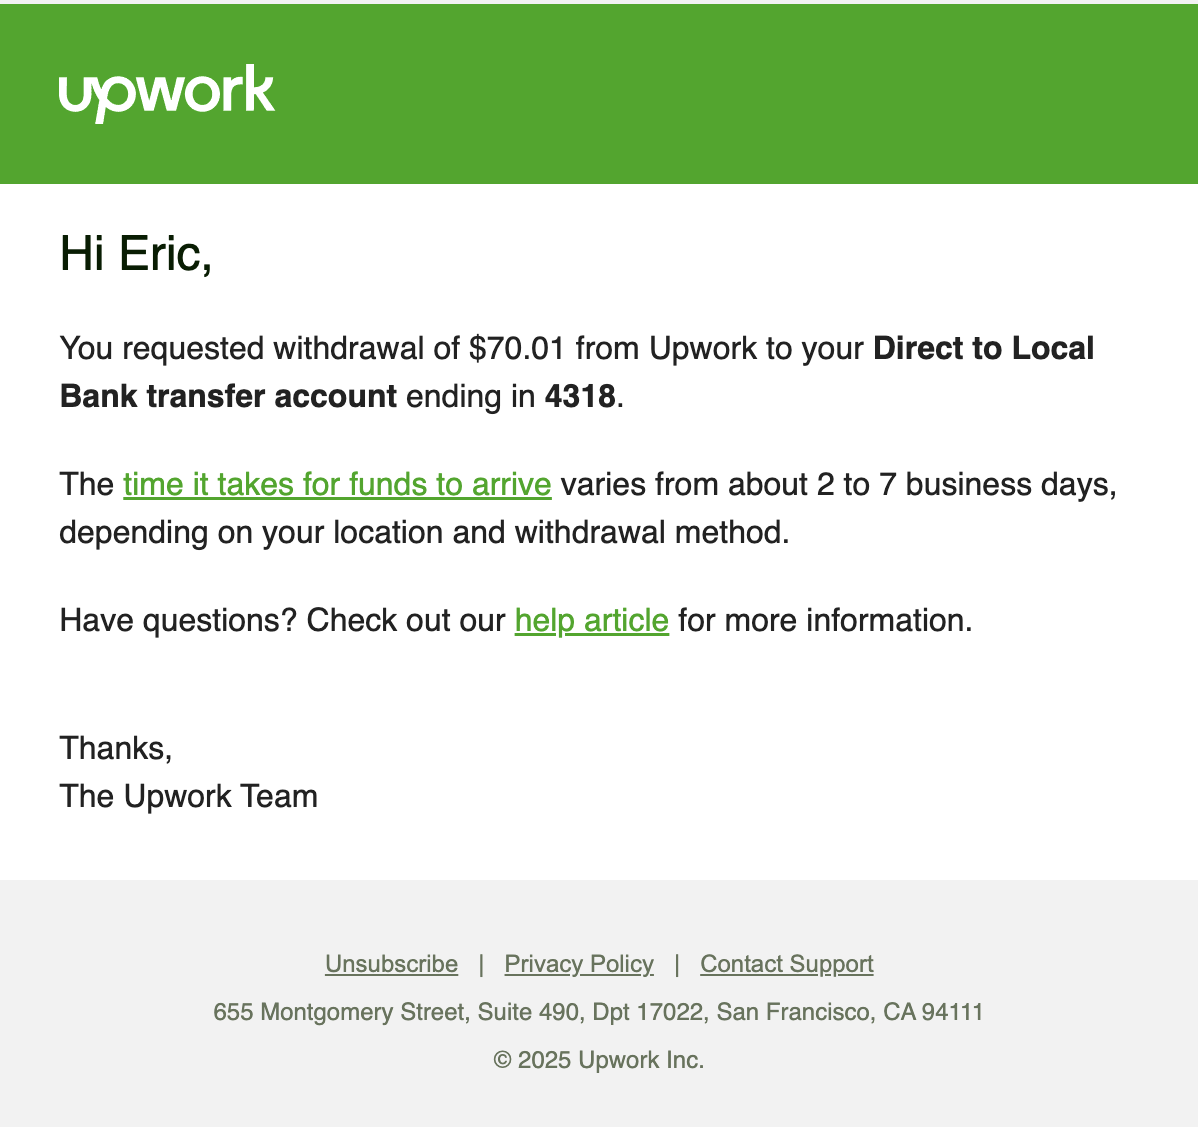 upwork
Hi Eric,
You requested withdrawal of $70.01 from Upwork to your Direct to Local
Bank transfer account ending in 4318.
The time it takes for funds to arrive varies from about 2 to 7 business days,
depending on your location and withdrawal method.
Have questions? Check out our help article for more information.
Thanks,
The Upwork Team
Unsubscribe | Privacy Policy | Contact Support
655 Montgomery Street, Suite 490, Dpt 17022, San Francisco, CA 94111
© 2025 Upwork Inc.